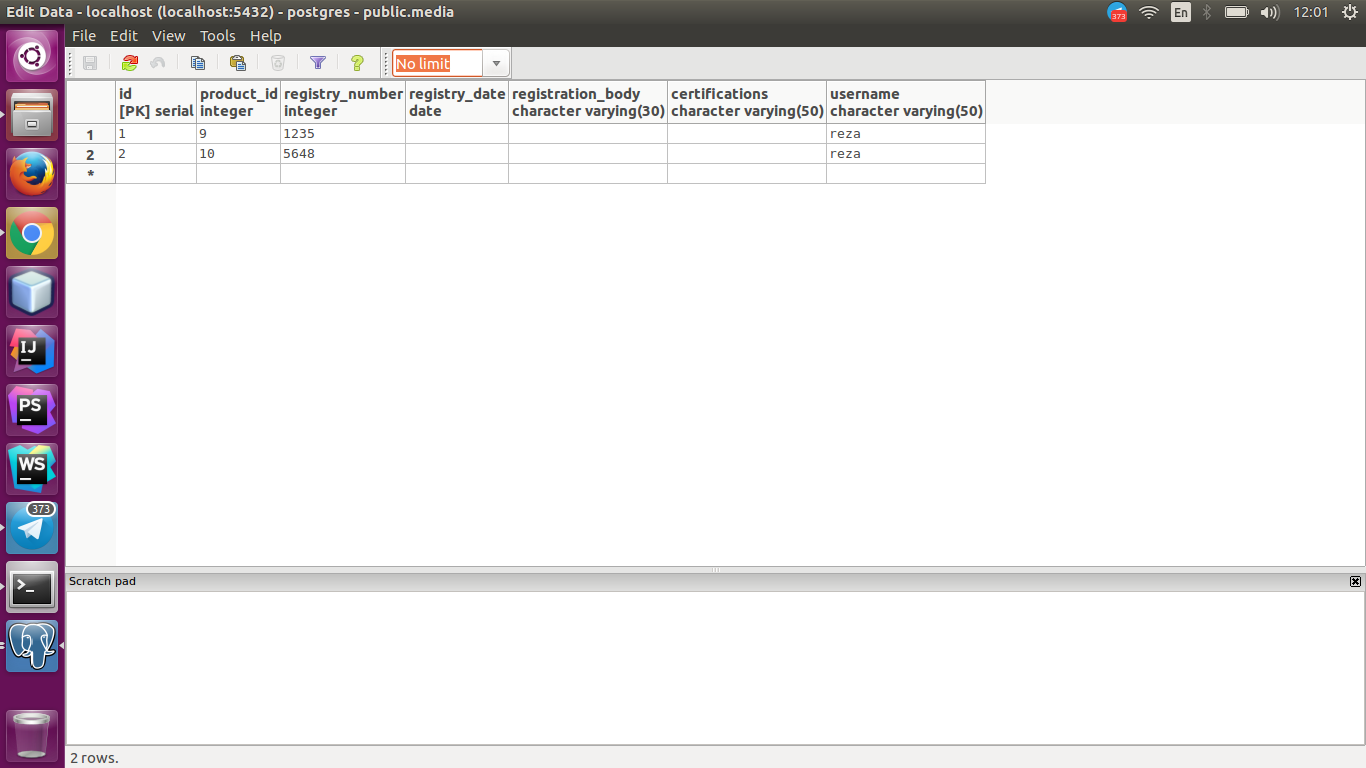 Edit Data - localhost (localhost:5432) - postgres - public.media
373
En
12:01
File Edit View Tools Help
No limit
id product_id registry_number registry_date registration_body certifications username
[PK] serial integer integer date character varying(30) character varying(50) character varying(50)
1 1 9 1235 reza
2 2 10 5648 reza
*
IJ
PS
WS
373
>_
Scratch pad
2 rows.